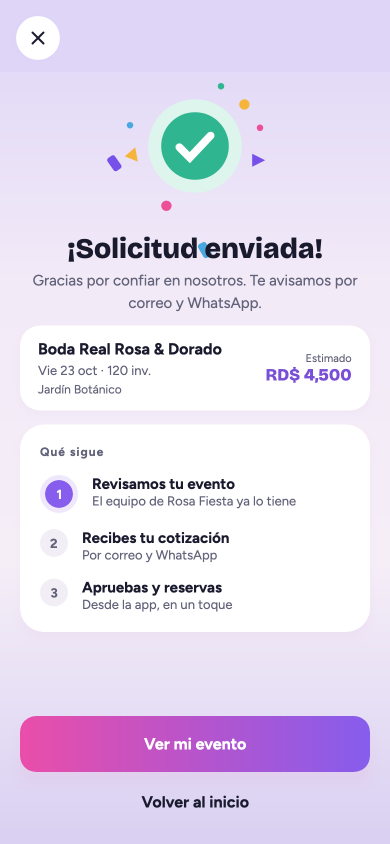 ¡Solicitud enviada!
Gracias por confiar en nosotros. Te avisamos por
correo y WhatsApp.
Boda Real Rosa & Dorado
Vie 23 oct · 120 inv.
Jardín Botánico
Estimado
RD$ 4,500
Qué sigue
1
Revisamos tu evento
El equipo de Rosa Fiesta ya lo tiene
2
Recibes tu cotización
Por correo y WhatsApp
3
Apruebas y reservas
Desde la app, en un toque
Ver mi evento
Volver al inicio